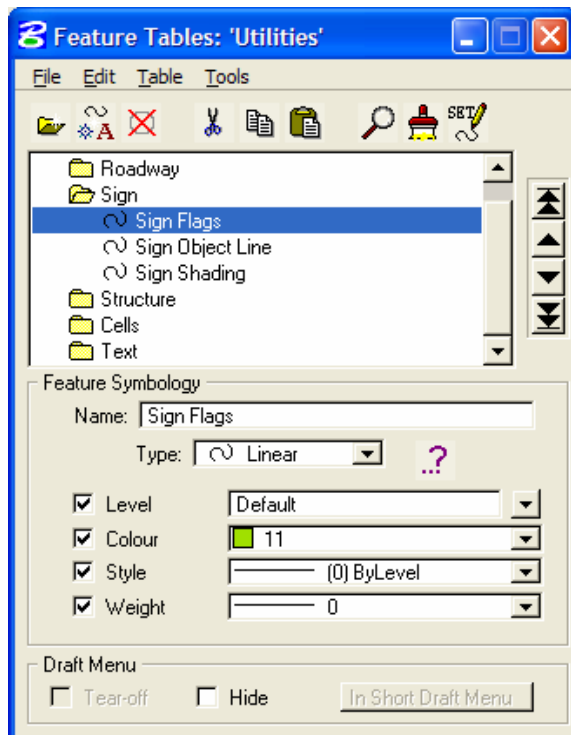 Feature Tables: 'Utilities'
File Edit Table Tools
A SET
Roadway
Sign
Sign Flags
Sign Object Line
Sign Shading
Structure
Cells
Text
Feature Symbology
Name: Sign Flags
Type: Linear ..?
Level Default
Colour 11
Style (0) ByLevel
Weight 0
Draft Menu
Tear-off Hide In Short Draft Menu